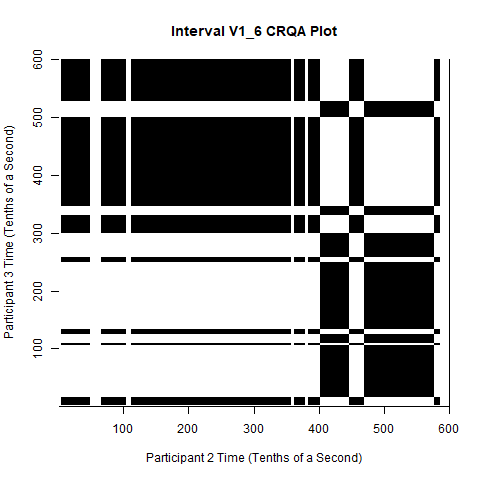 Interval V1_6 CRQA Plot
Participant 3 Time (Tenths of a Second)
600
500
400
300
200
100
100 200 300 400 500 600
Participant 2 Time (Tenths of a Second)